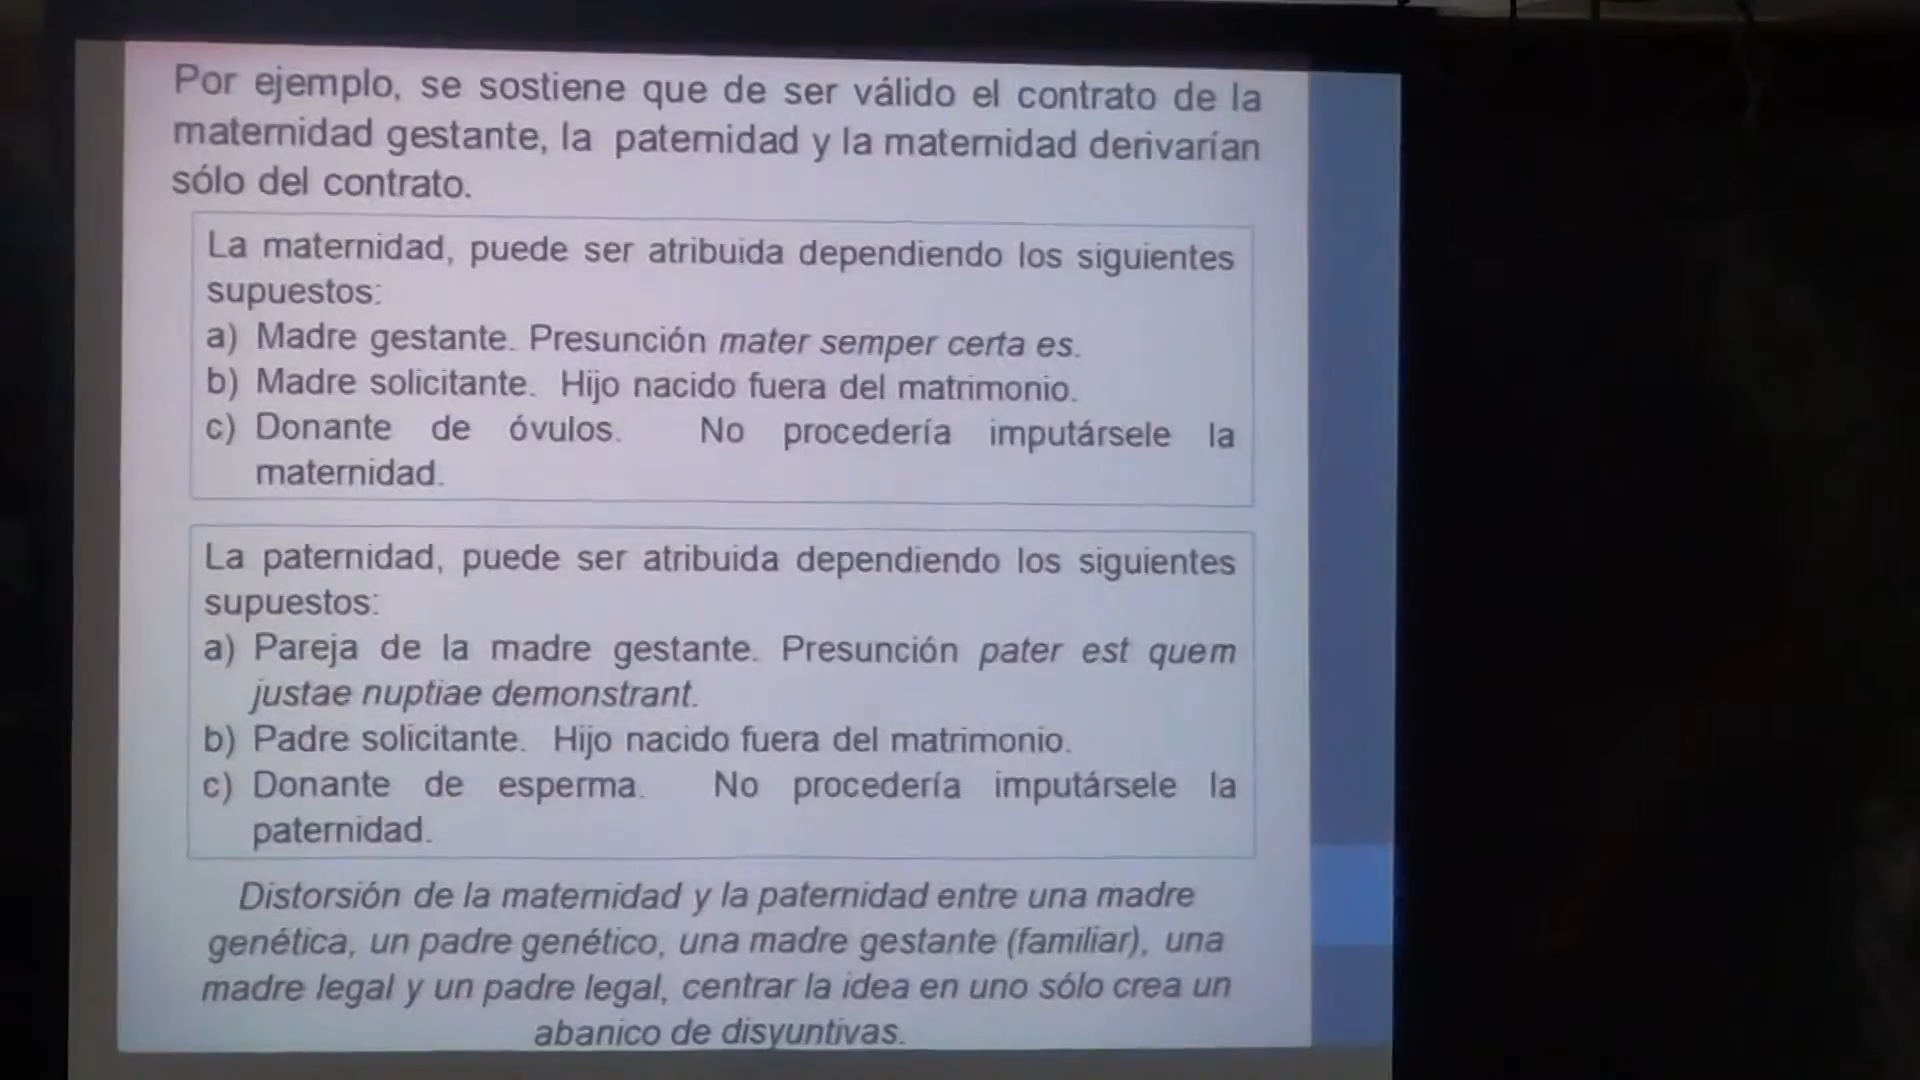 Por ejemplo, se sostiene que de ser válido el contrato de la
maternidad gestante, la paternidad y la maternidad derivarían
sólo del contrato.
La maternidad, puede ser atribuida dependiendo los siguientes
supuestos:
a) Madre gestante. Presunción mater semper certa es.
b) Madre solicitante. Hijo nacido fuera del matrimonio.
c) Donante de óvulos. No procedería imputársele la
maternidad.
La paternidad, puede ser atribuida dependiendo los siguientes
supuestos:
a) Pareja de la madre gestante. Presunción pater est quem
justae nuptiae demonstrant.
b) Padre solicitante. Hijo nacido fuera del matrimonio.
c) Donante de esperma. No procedería imputársele la
paternidad.
Distorsión de la maternidad y la paternidad entre una madre
genética, un padre genético, una madre gestante (familiar), una
madre legal y un padre legal, centrar la idea en uno sólo crea un
abanico de disyuntivas.